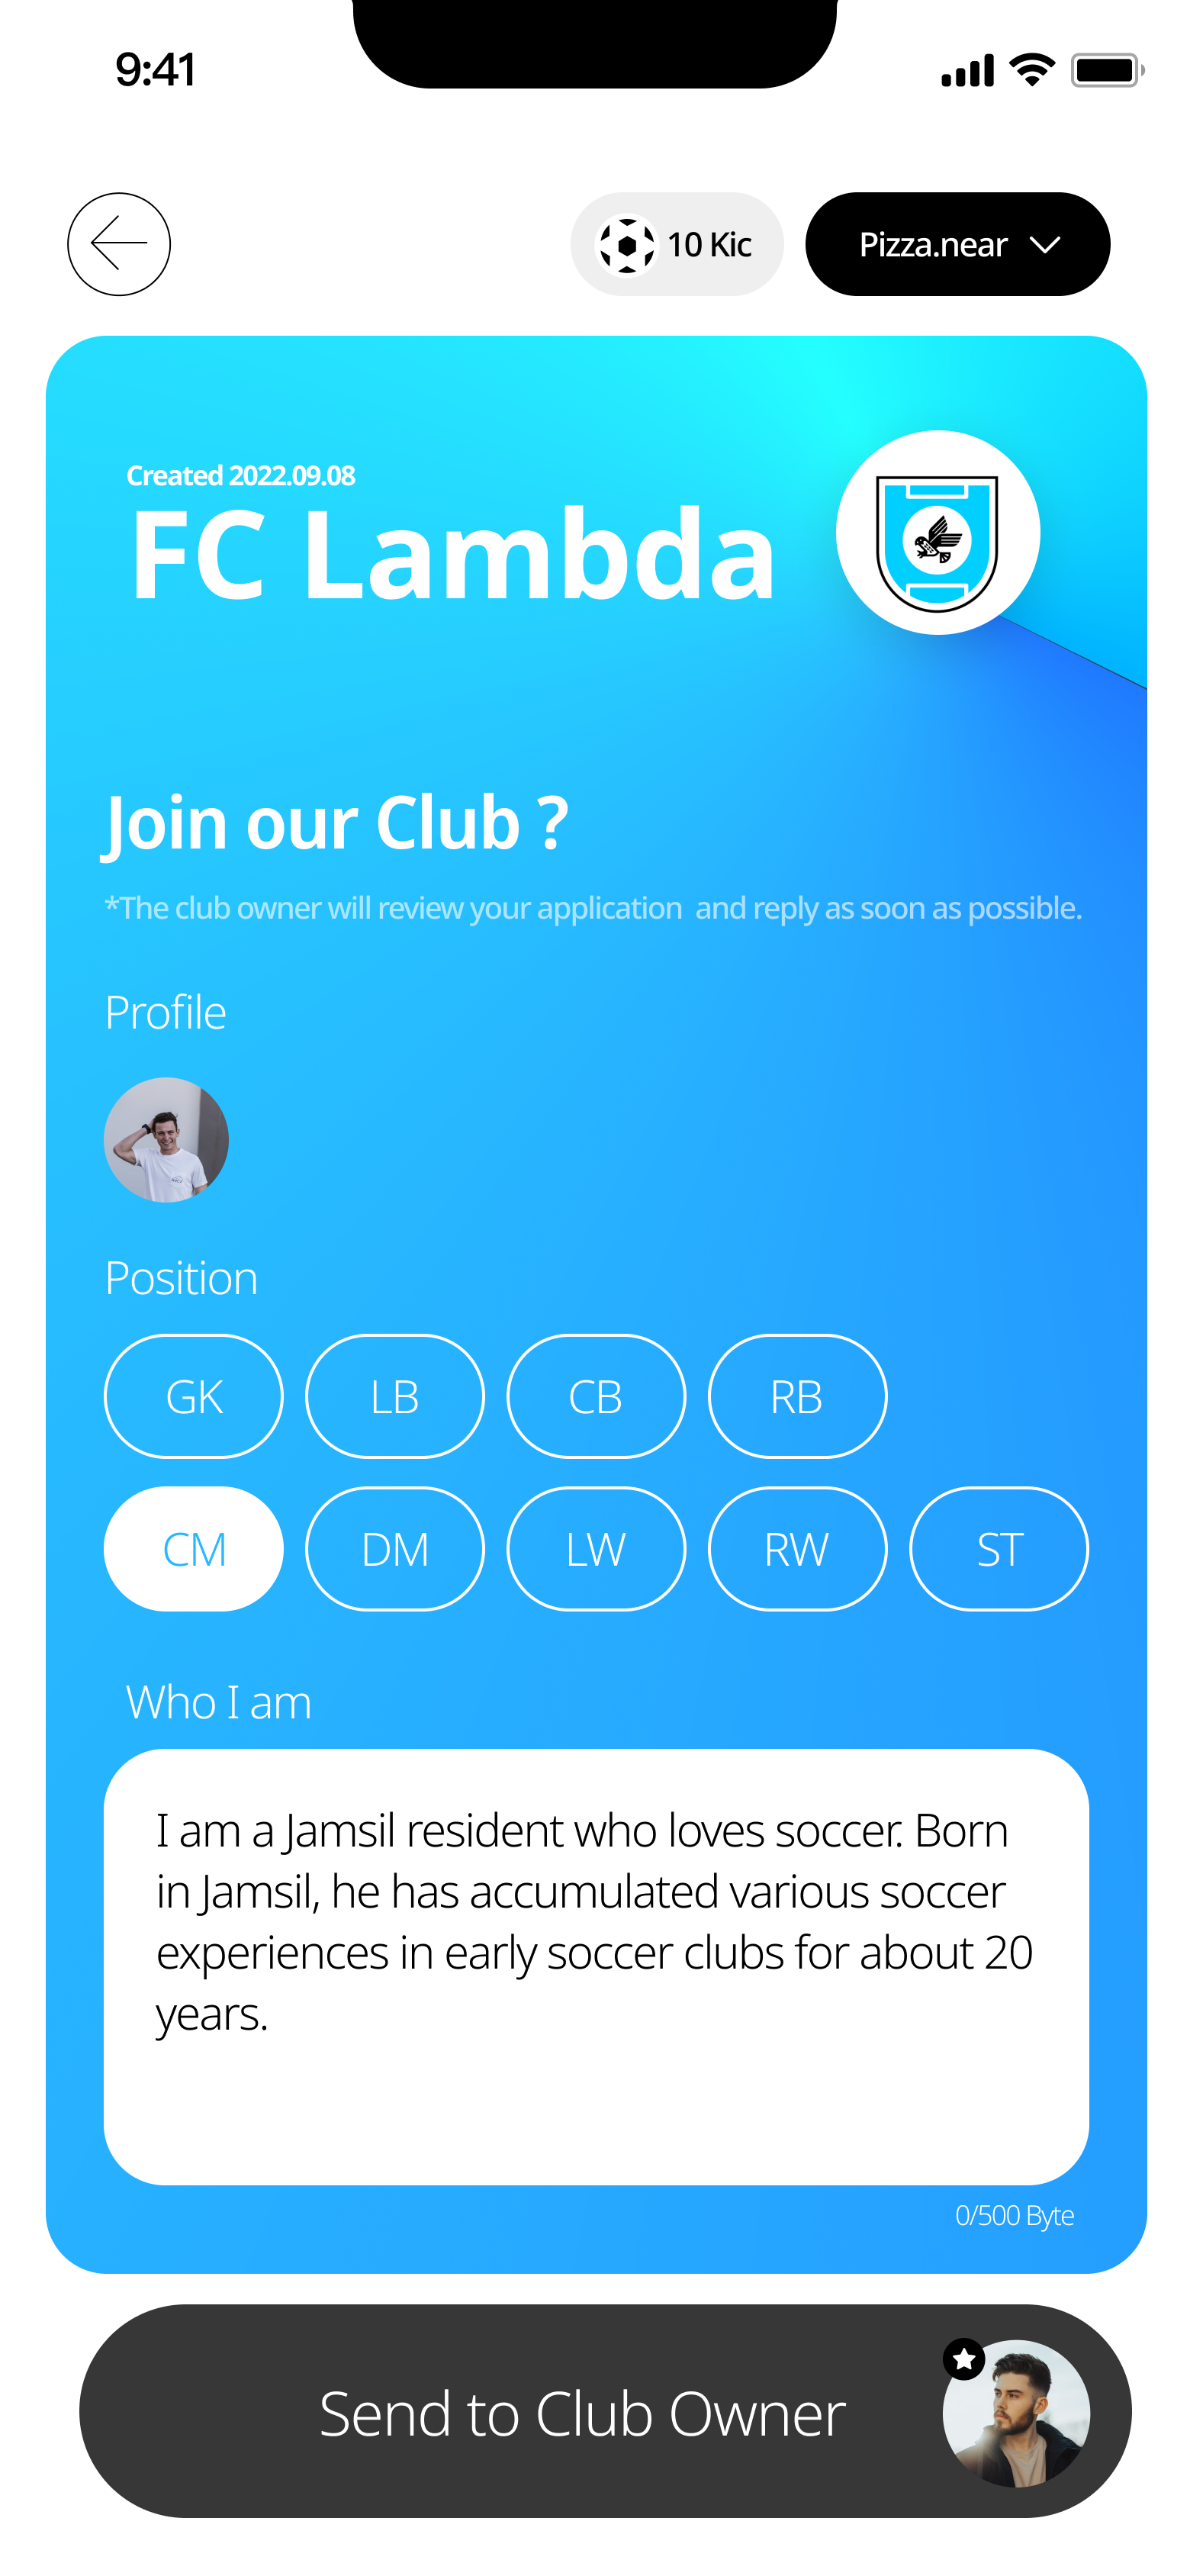 9:41
10 Kic
Pizza.near
Created 2022.09.08
FC Lambda
Join our Club ?
*The club owner will review your application  and reply as soon as possible.
Profile
Position
GK LB CB RB
CM DM LW RW ST
Who I am
I am a Jamsil resident who loves soccer. Born
in Jamsil, he has accumulated various soccer
experiences in early soccer clubs for about 20
years.
0/500 Byte
Send to Club Owner